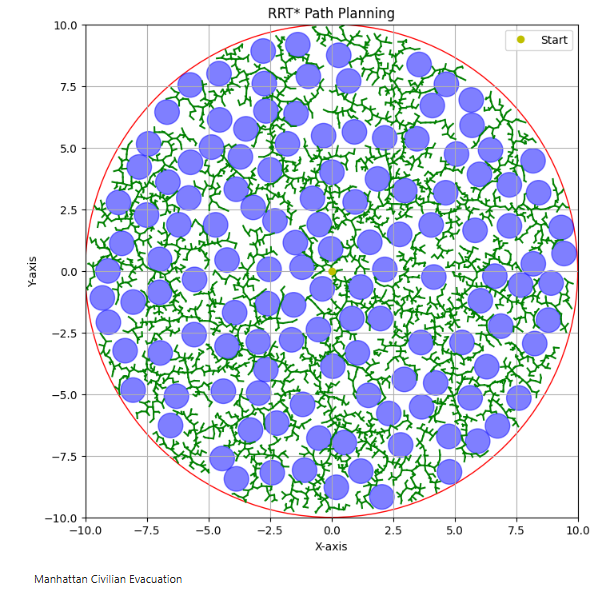 RRT* Path Planning
Start
10.0
7.5
5.0
2.5
0.0
−2.5
−5.0
−7.5
−10.0
Y-axis
−10.0 −7.5 −5.0 −2.5 0.0 2.5 5.0 7.5 10.0
X-axis
Manhattan Civilian Evacuation